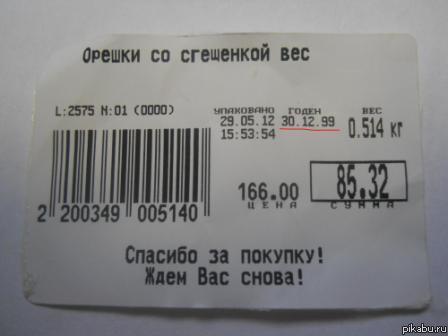 Орешки со сгещенкой вес
L:2575 N:01 (0000)
УПАКОВАНО ГОДЕН ВЕС
29.05.12 30.12.99 0.514 кг
15:53:54
166.00 85.32
ЦЕНА СУММА
2 200349 005140
Спасибо за покупку!
Ждем Вас снова!
pikabu.ru